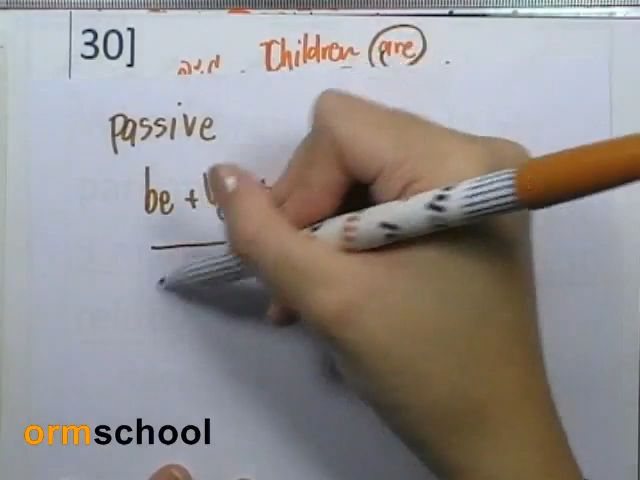 30]
Children are
passive
be +
ormschool